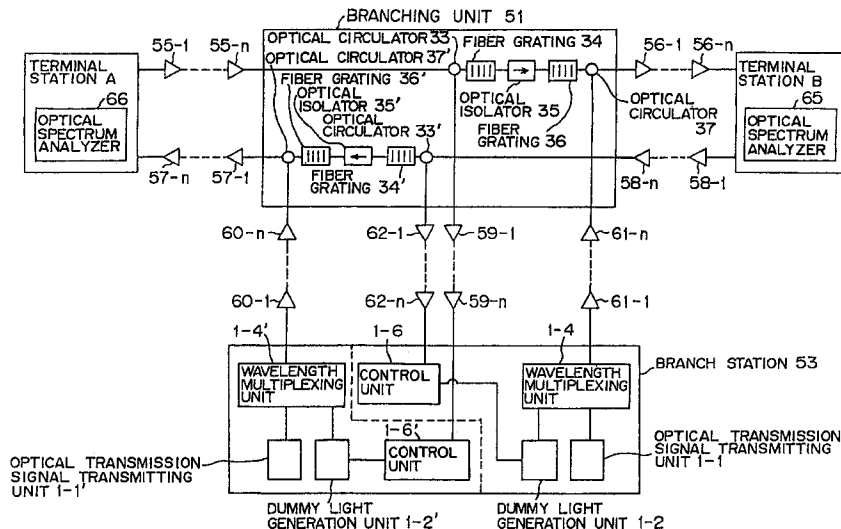 BRANCHING UNIT 51
55-1
55-n
OPTICAL CIRCULATOR 33
OPTICAL CIRCULATOR 37'
FIBER GRATING 36'
OPTICAL
ISOLATOR 35'
OPTICAL
CIRCULATOR 33'
FIBER GRATING 34
56-1
56-n
TERMINAL
STATION A
66
OPTICAL
SPECTRUM
ANALYZER
OPTICAL
ISOLATOR 35
FIBER
GRATING 36
OPTICAL
CIRCULATOR
37
TERMINAL
STATION B
65
OPTICAL
SPECTRUM
ANALYZER
57-n
57-1
FIBER
GRATING 34'
58-n
58-1
60-n
62-1
59-1
61-n
60-1
62-n
59-n
61-1
1-4'
1-6
1-4
WAVELENGTH
MULTIPLEXING
UNIT
CONTROL
UNIT
WAVELENGTH
MULTIPLEXING
UNIT
BRANCH
STATION 53
1-6'
CONTROL
UNIT
OPTICAL TRANSMISSION
SIGNAL TRANSMITTING
UNIT 1-1'
OPTICAL TRANSMISSION
SIGNAL TRANSMITTING
UNIT 1-1
DUMMY LIGHT
GENERATION UNIT 1-2'
DUMMY LIGHT
GENERATION UNIT 1-2